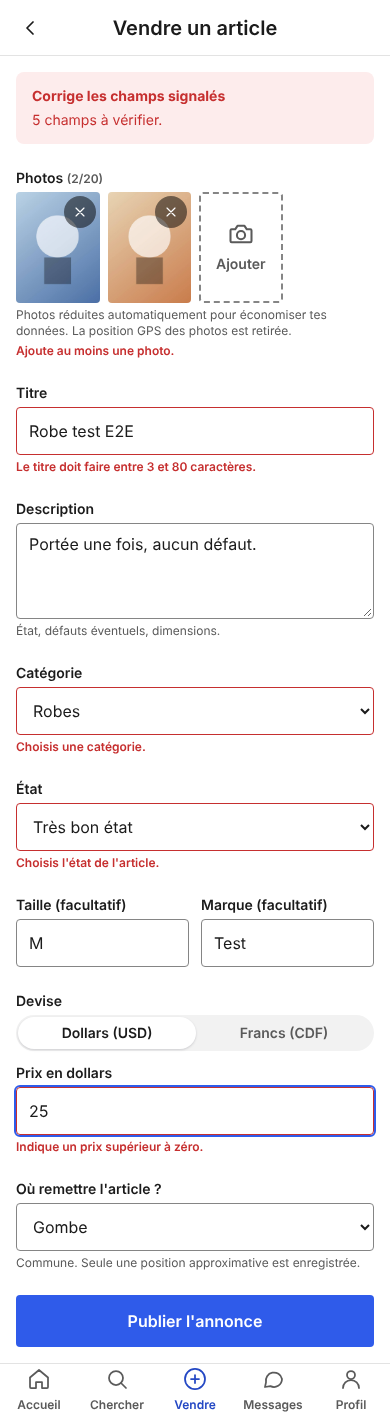 Vendre un article
Corrige les champs signalés
5 champs à vérifier.
Photos (2/20)
Ajouter
Photos réduites automatiquement pour économiser tes
données. La position GPS des photos est retirée.
Ajoute au moins une photo.
Titre
Robe test E2E
Le titre doit faire entre 3 et 80 caractères.
Description
Portée une fois, aucun défaut.
État, défauts éventuels, dimensions.
Catégorie
Robes
Choisis une catégorie.
État
Très bon état
Choisis l'état de l'article.
Taille (facultatif) Marque (facultatif)
M Test
Devise
Dollars (USD) Francs (CDF)
Prix en dollars
25
Indique un prix supérieur à zéro.
Où remettre l'article ?
Gombe
Commune. Seule une position approximative est enregistrée.
Publier l'annonce
Accueil Chercher Vendre Messages Profil